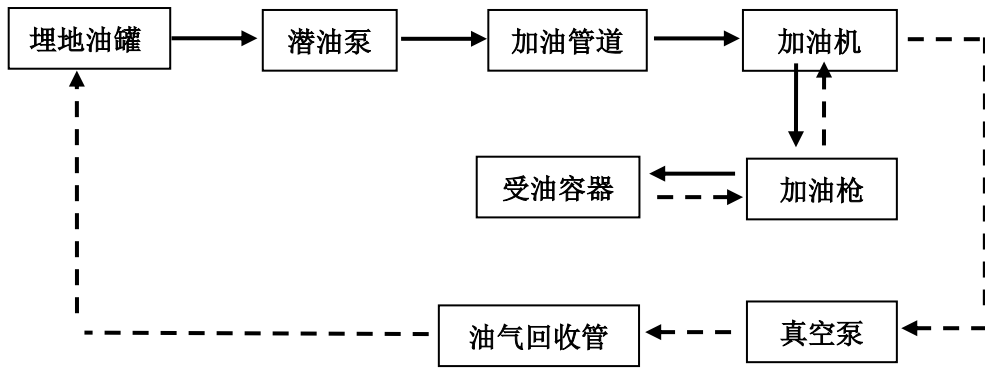 埋地油罐
潜油泵
加油管道
加油机
受油容器
加油枪
油气回收管
真空泵